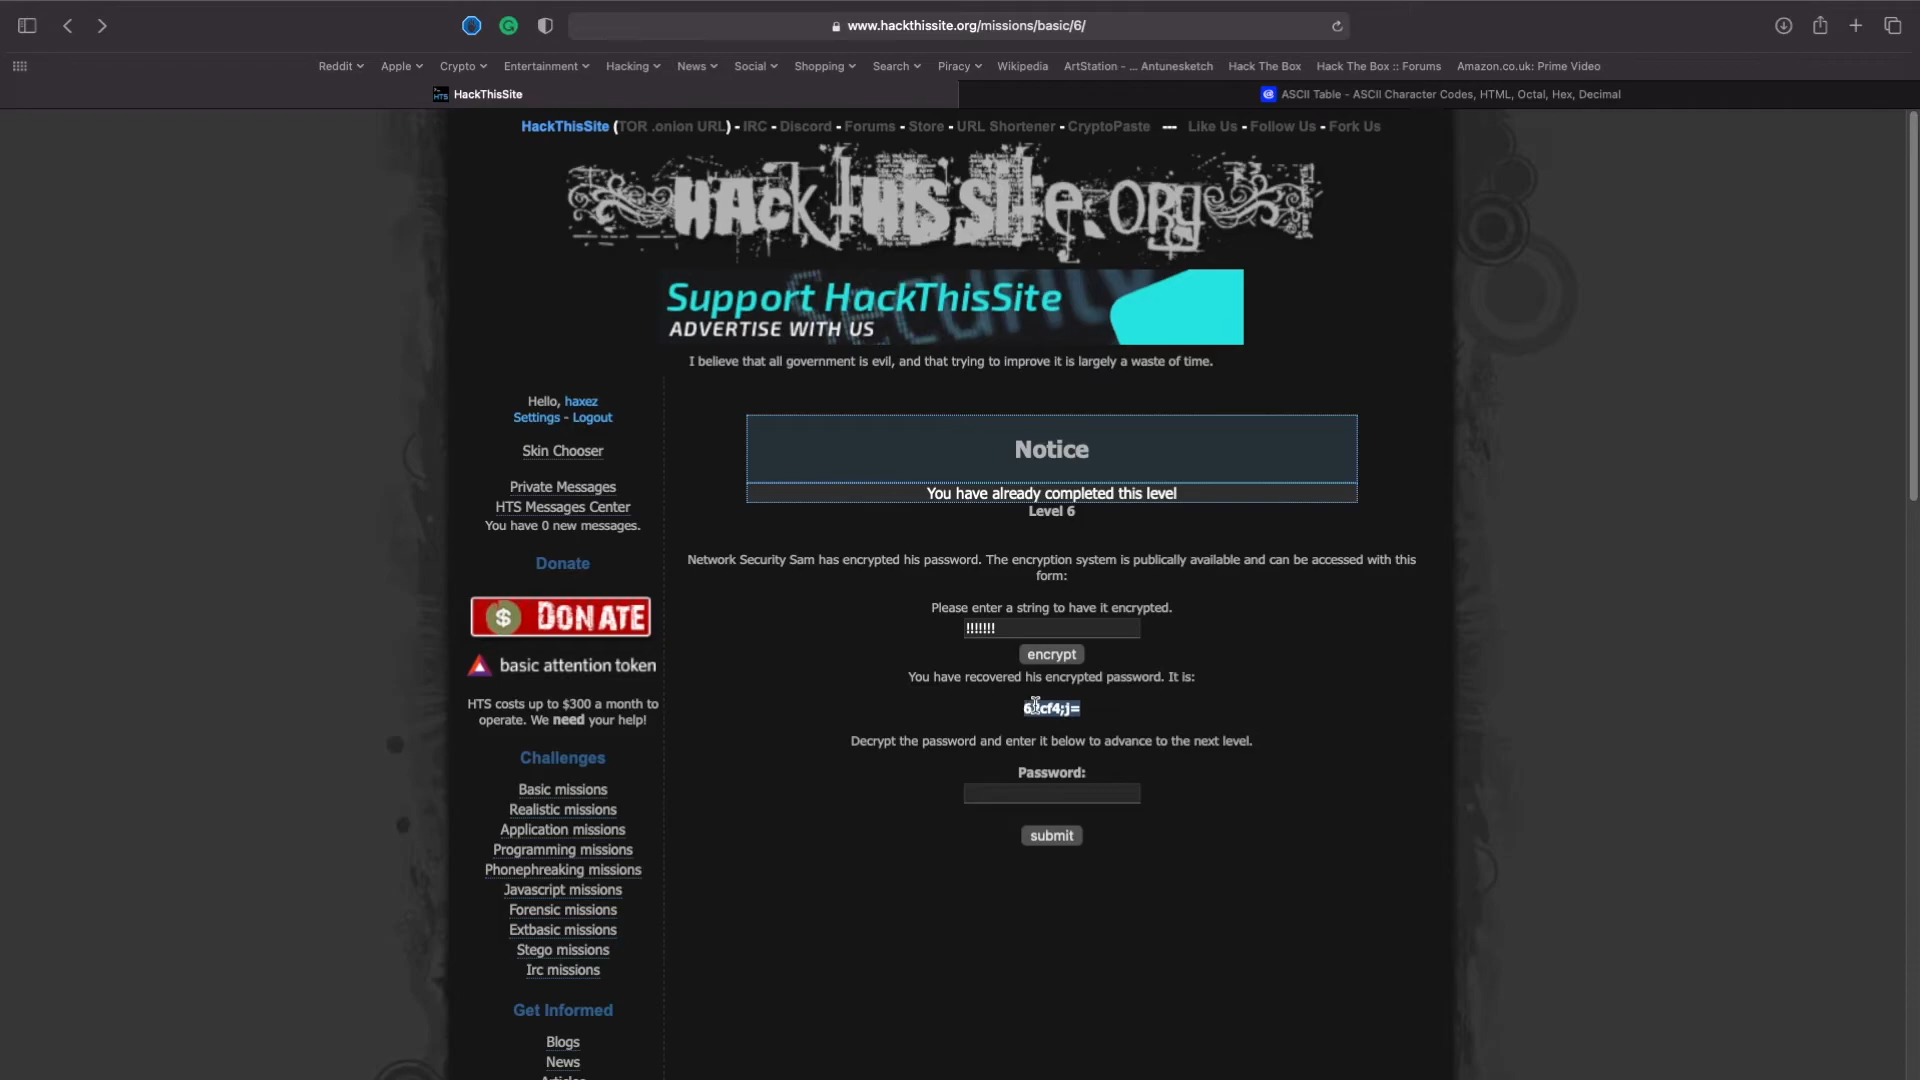 www.hackthissite.org/missions/basic/6/
Reddit Apple Crypto Entertainment Hacking News Social Shopping Search Piracy Wikipedia ArtStation - ... Antunesketch Hack The Box Hack The Box :: Forums Amazon.co.uk: Prime Video
HackThisSite ASCII Table - ASCII Character Codes, HTML, Octal, Hex, Decimal
HackThisSite (TOR .onion URL) - IRC - Discord - Forums - Store - URL Shortener - CryptoPaste --- Like Us - Follow Us - Fork Us
HACK THIS SITE.ORG
Support HackThisSite
ADVERTISE WITH US
I believe that all government is evil, and that trying to improve it is largely a waste of time.
Hello, haxez
Settings - Logout
Skin Chooser
Private Messages
HTS Messages Center
You have 0 new messages.
Donate
$ DONATE
basic attention token
HTS costs up to $300 a month to
operate. We need your help!
Challenges
Basic missions
Realistic missions
Application missions
Programming missions
Phonephreaking missions
Javascript missions
Forensic missions
Extbasic missions
Stego missions
Irc missions
Get Informed
Blogs
News
Notice
You have already completed this level
Level 6
Network Security Sam has encrypted his password. The encryption system is publically available and can be accessed with this
form:
Please enter a string to have it encrypted.
!!!!!!!
encrypt
You have recovered his encrypted password. It is:
Decrypt the password and enter it below to advance to the next level.
Password:
submit